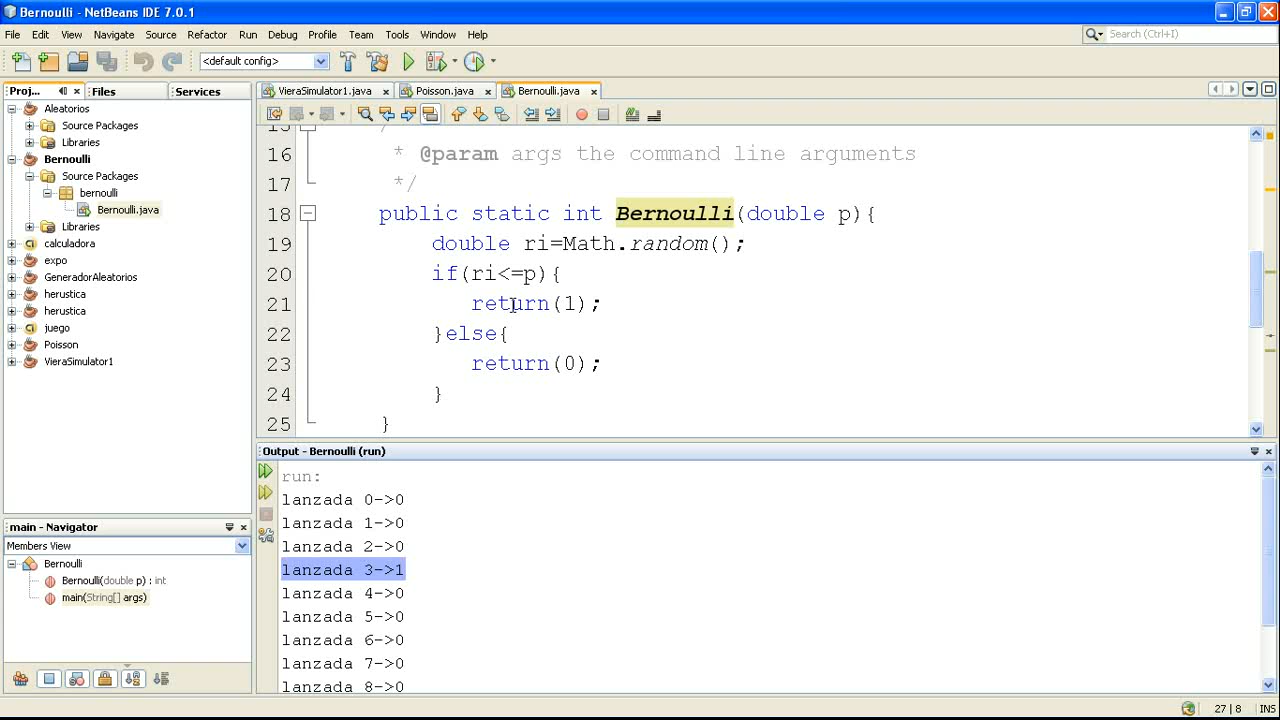 Bernoulli - NetBeans IDE 7.0.1
File Edit View Navigate Source Refactor Run Debug Profile Team Tools Window Help
Search (Ctrl+I)
<default config>
Proj... Files Services
VieraSimulator1.java Poisson.java Bernoulli.java
Aleatorios
Source Packages
Libraries
Bernoulli
Source Packages
bernoulli
Bernoulli.java
Libraries
calculadora
expo
GeneradorAleatorios
herustica
herustica
juego
Poisson
VieraSimulator1
16 * @param args the command line arguments
17 */
18 public static int Bernoulli(double p){
19 double ri=Math.random();
20 if(ri<=p){
21 return(1);
22 }else{
23 return(0);
24 }
25 }
main - Navigator
Members View
Bernoulli
Bernoulli(double p) : int
main(String[] args)
Output - Bernoulli (run)
run:
lanzada 0->0
lanzada 1->0
lanzada 2->0
lanzada 3->1
lanzada 4->0
lanzada 5->0
lanzada 6->0
lanzada 7->0
lanzada 8->0
27 | 8 INS